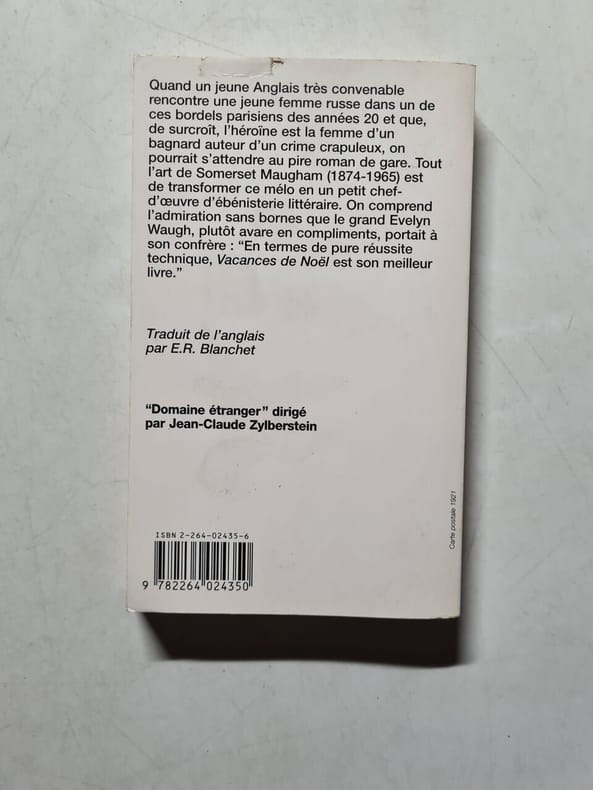 Quand un jeune Anglais très convenable
rencontre une jeune femme russe dans un de
ces bordels parisiens des années 20 et que,
de surcroît, l'héroïne est la femme d'un
bagnard auteur d'un crime crapuleux, on
pourrait s'attendre au pire roman de gare. Tout
l'art de Somerset Maugham (1874-1965) est
de transformer ce mélo en un petit chef-
d'œuvre d'ébénisterie littéraire. On comprend
l'admiration sans bornes que le grand Evelyn
Waugh, plutôt avare en compliments, portait à
son confrère : “En termes de pure réussite
technique, Vacances de Noël est son meilleur
livre.”
Traduit de l'anglais
par E.R. Blanchet
“Domaine étranger” dirigé
par Jean-Claude Zylberstein
ISBN 2-264-02435-6
9 782264 024350
Carte postale 1921